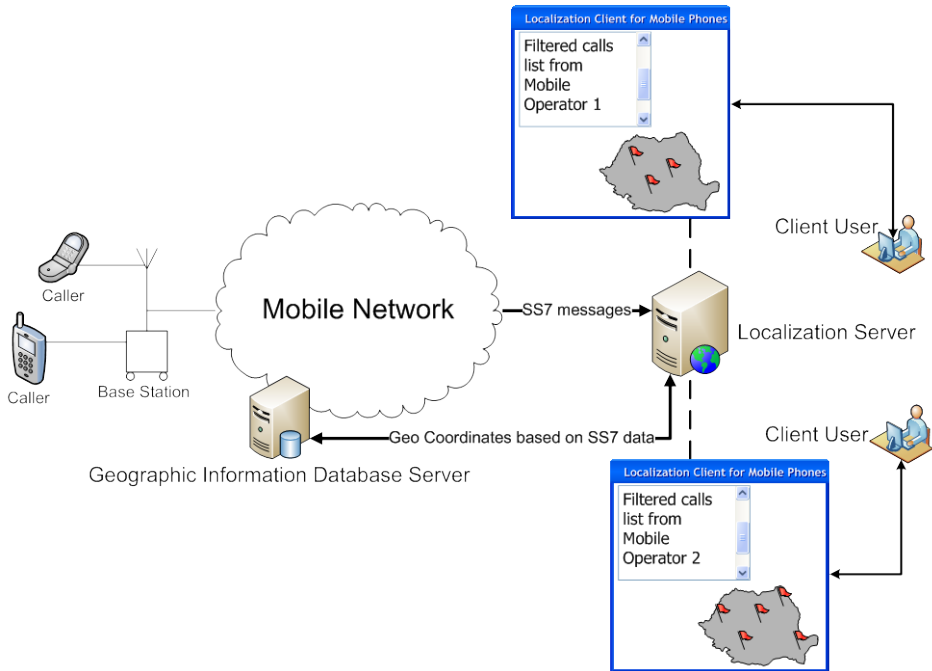 Localization Client for Mobile Phones
Filtered calls
list from
Mobile
Operator 1
Client User
Caller
Mobile Network
SS7 messages
Localization Server
Caller
Base Station
Client User
Geo Coordinates based on SS7 data
Geographic Information Database Server
Localization Client for Mobile Phones
Filtered calls
list from
Mobile
Operator 2